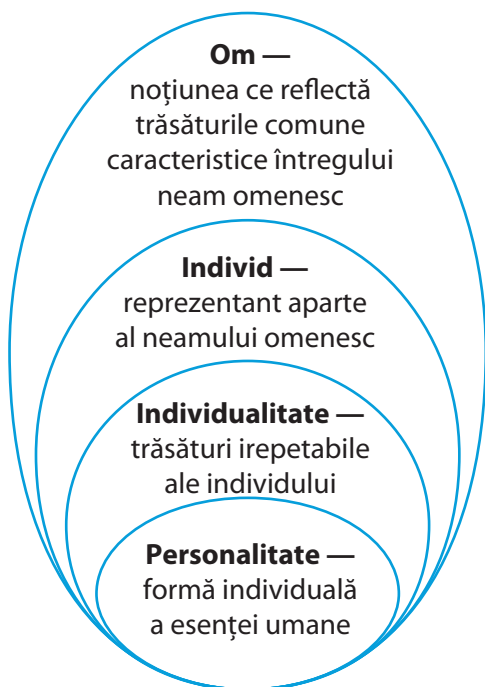 Om —
noțiunea ce reflectă
trăsăturile comune
caracteristice întregului
neam omenesc
Individ —
reprezentant aparte
al neamului omenesc
Individualitate —
trăsături irepetabile
ale individului
Personalitate —
formă individuală
a esenței umane